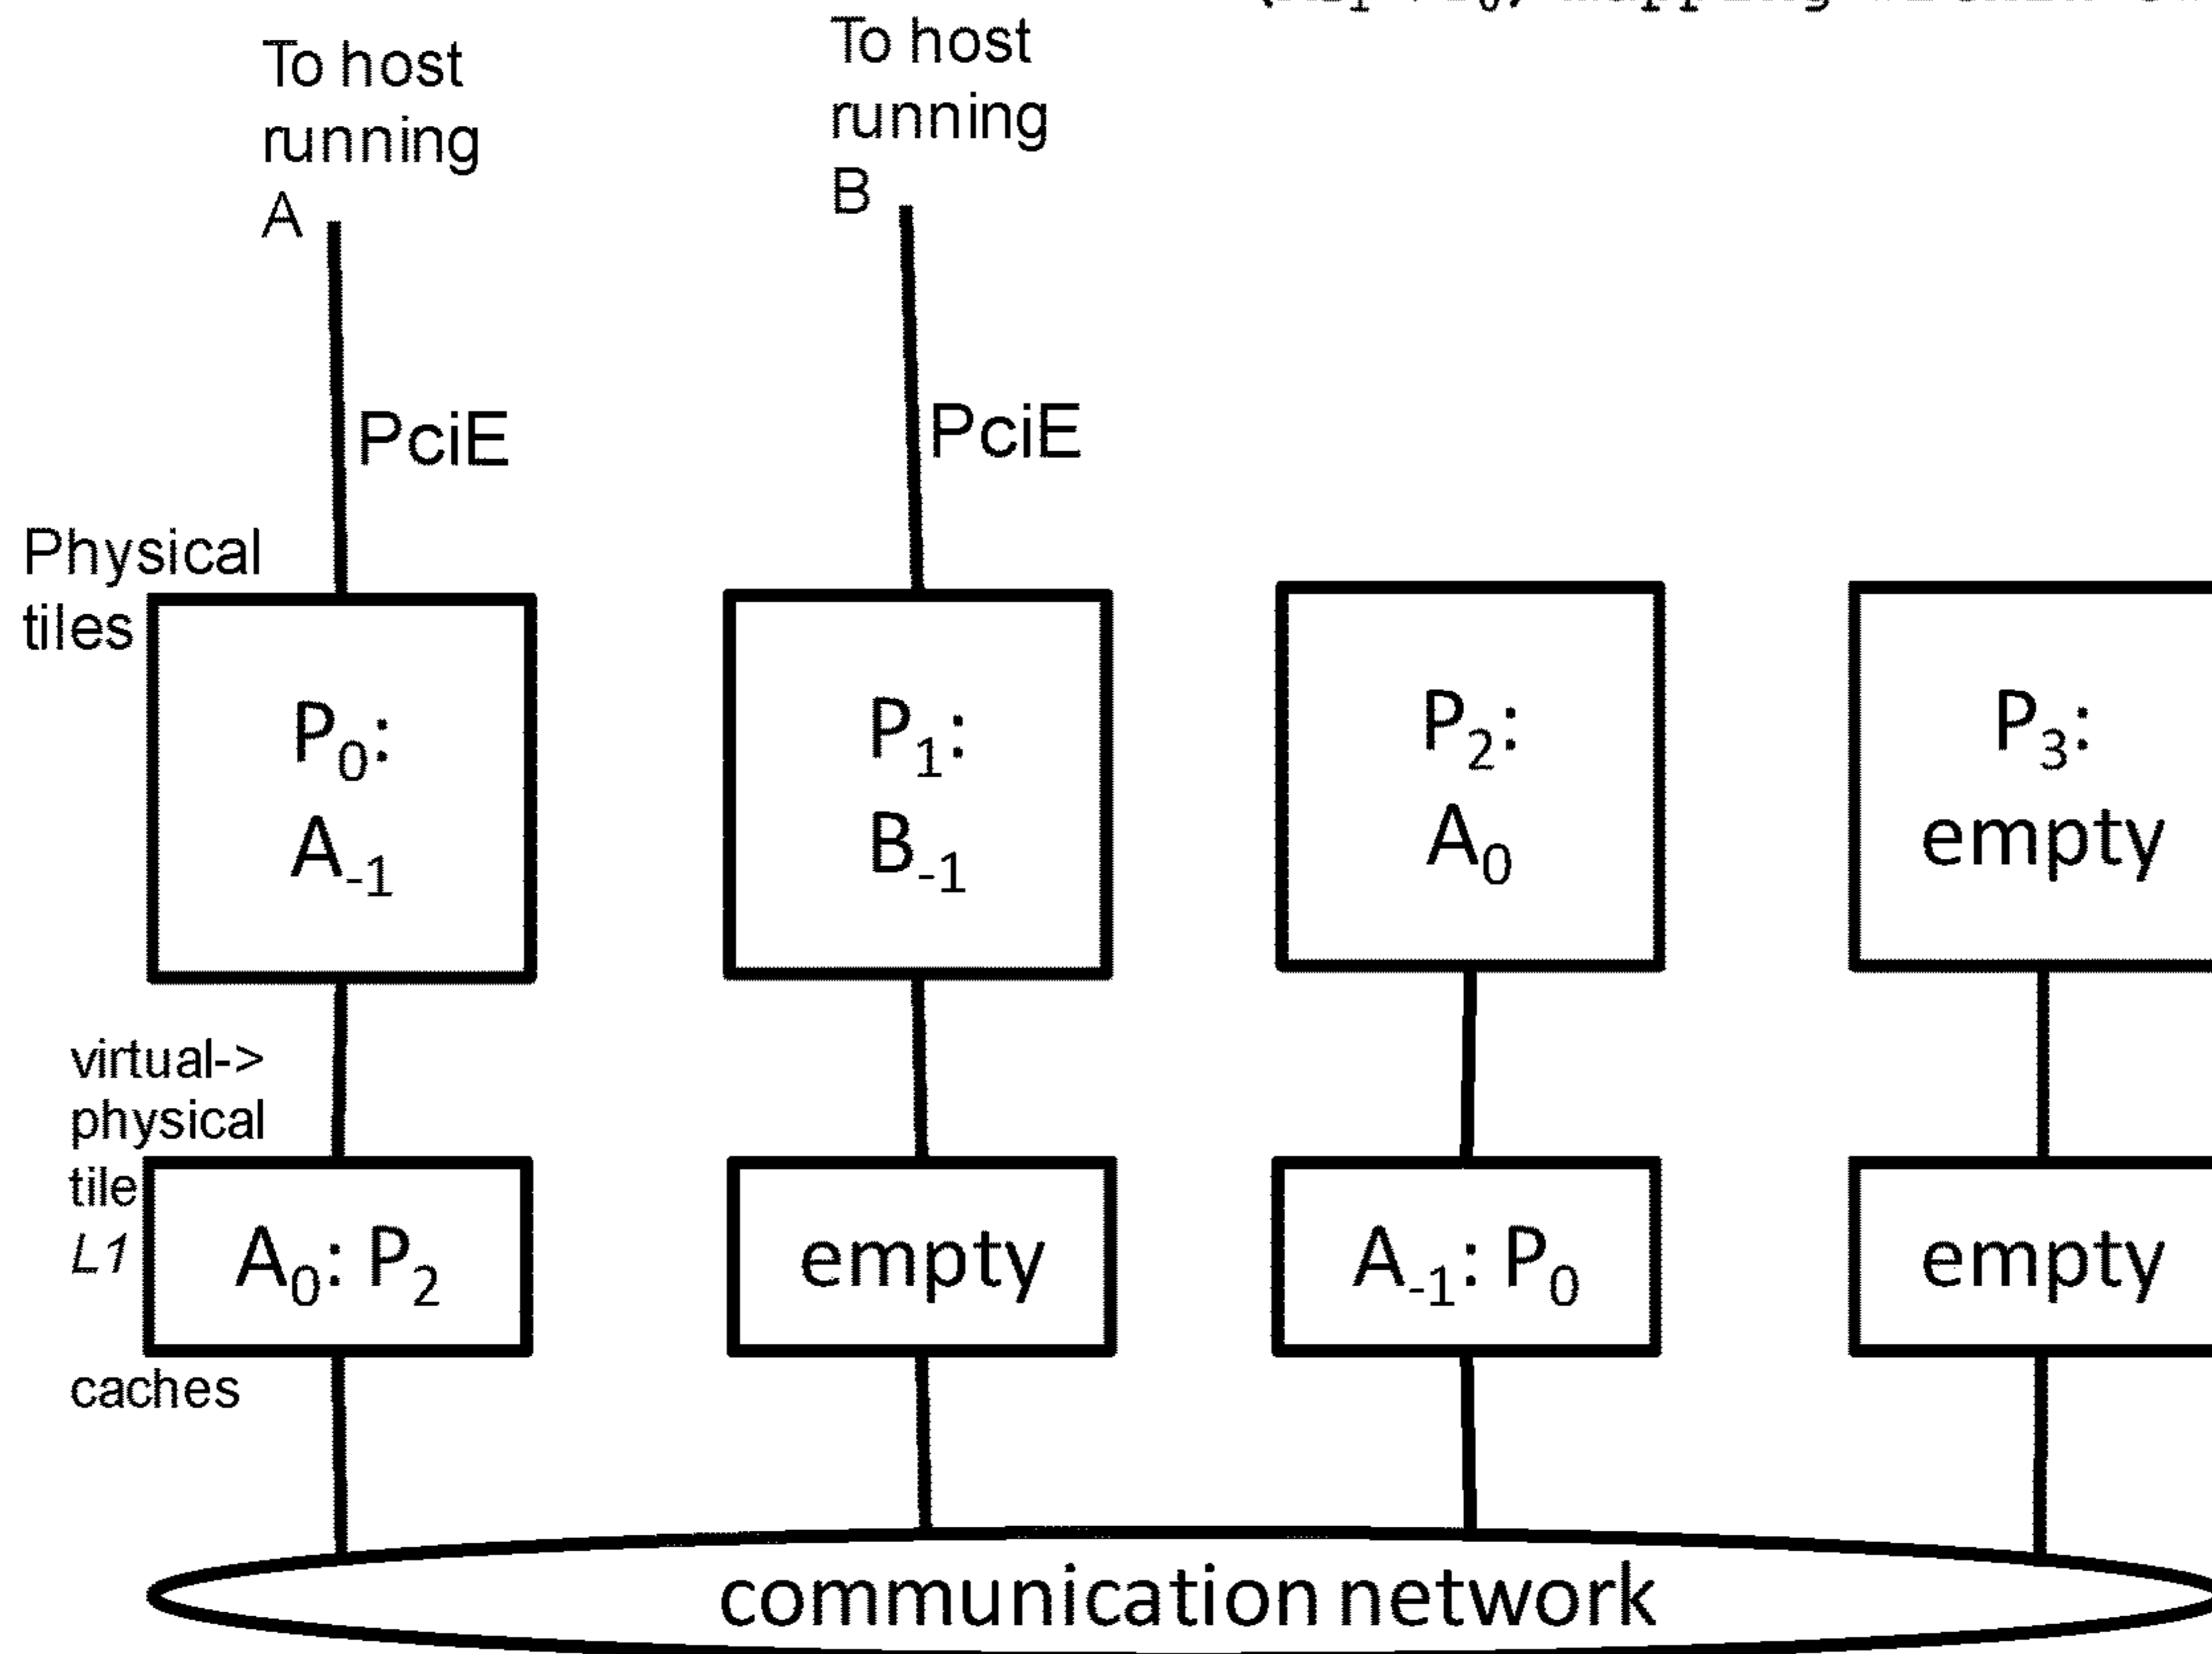 mapping
To host
running
A
To host
running
B
PciE
PciE
Physical
tiles
P₀:
A₋₁
P₁:
B₋₁
P₂:
A₀
P₃:
empty
virtual->
physical
tile
L1
caches
A₀: P₂
empty
A₋₁: P₀
empty
communication network